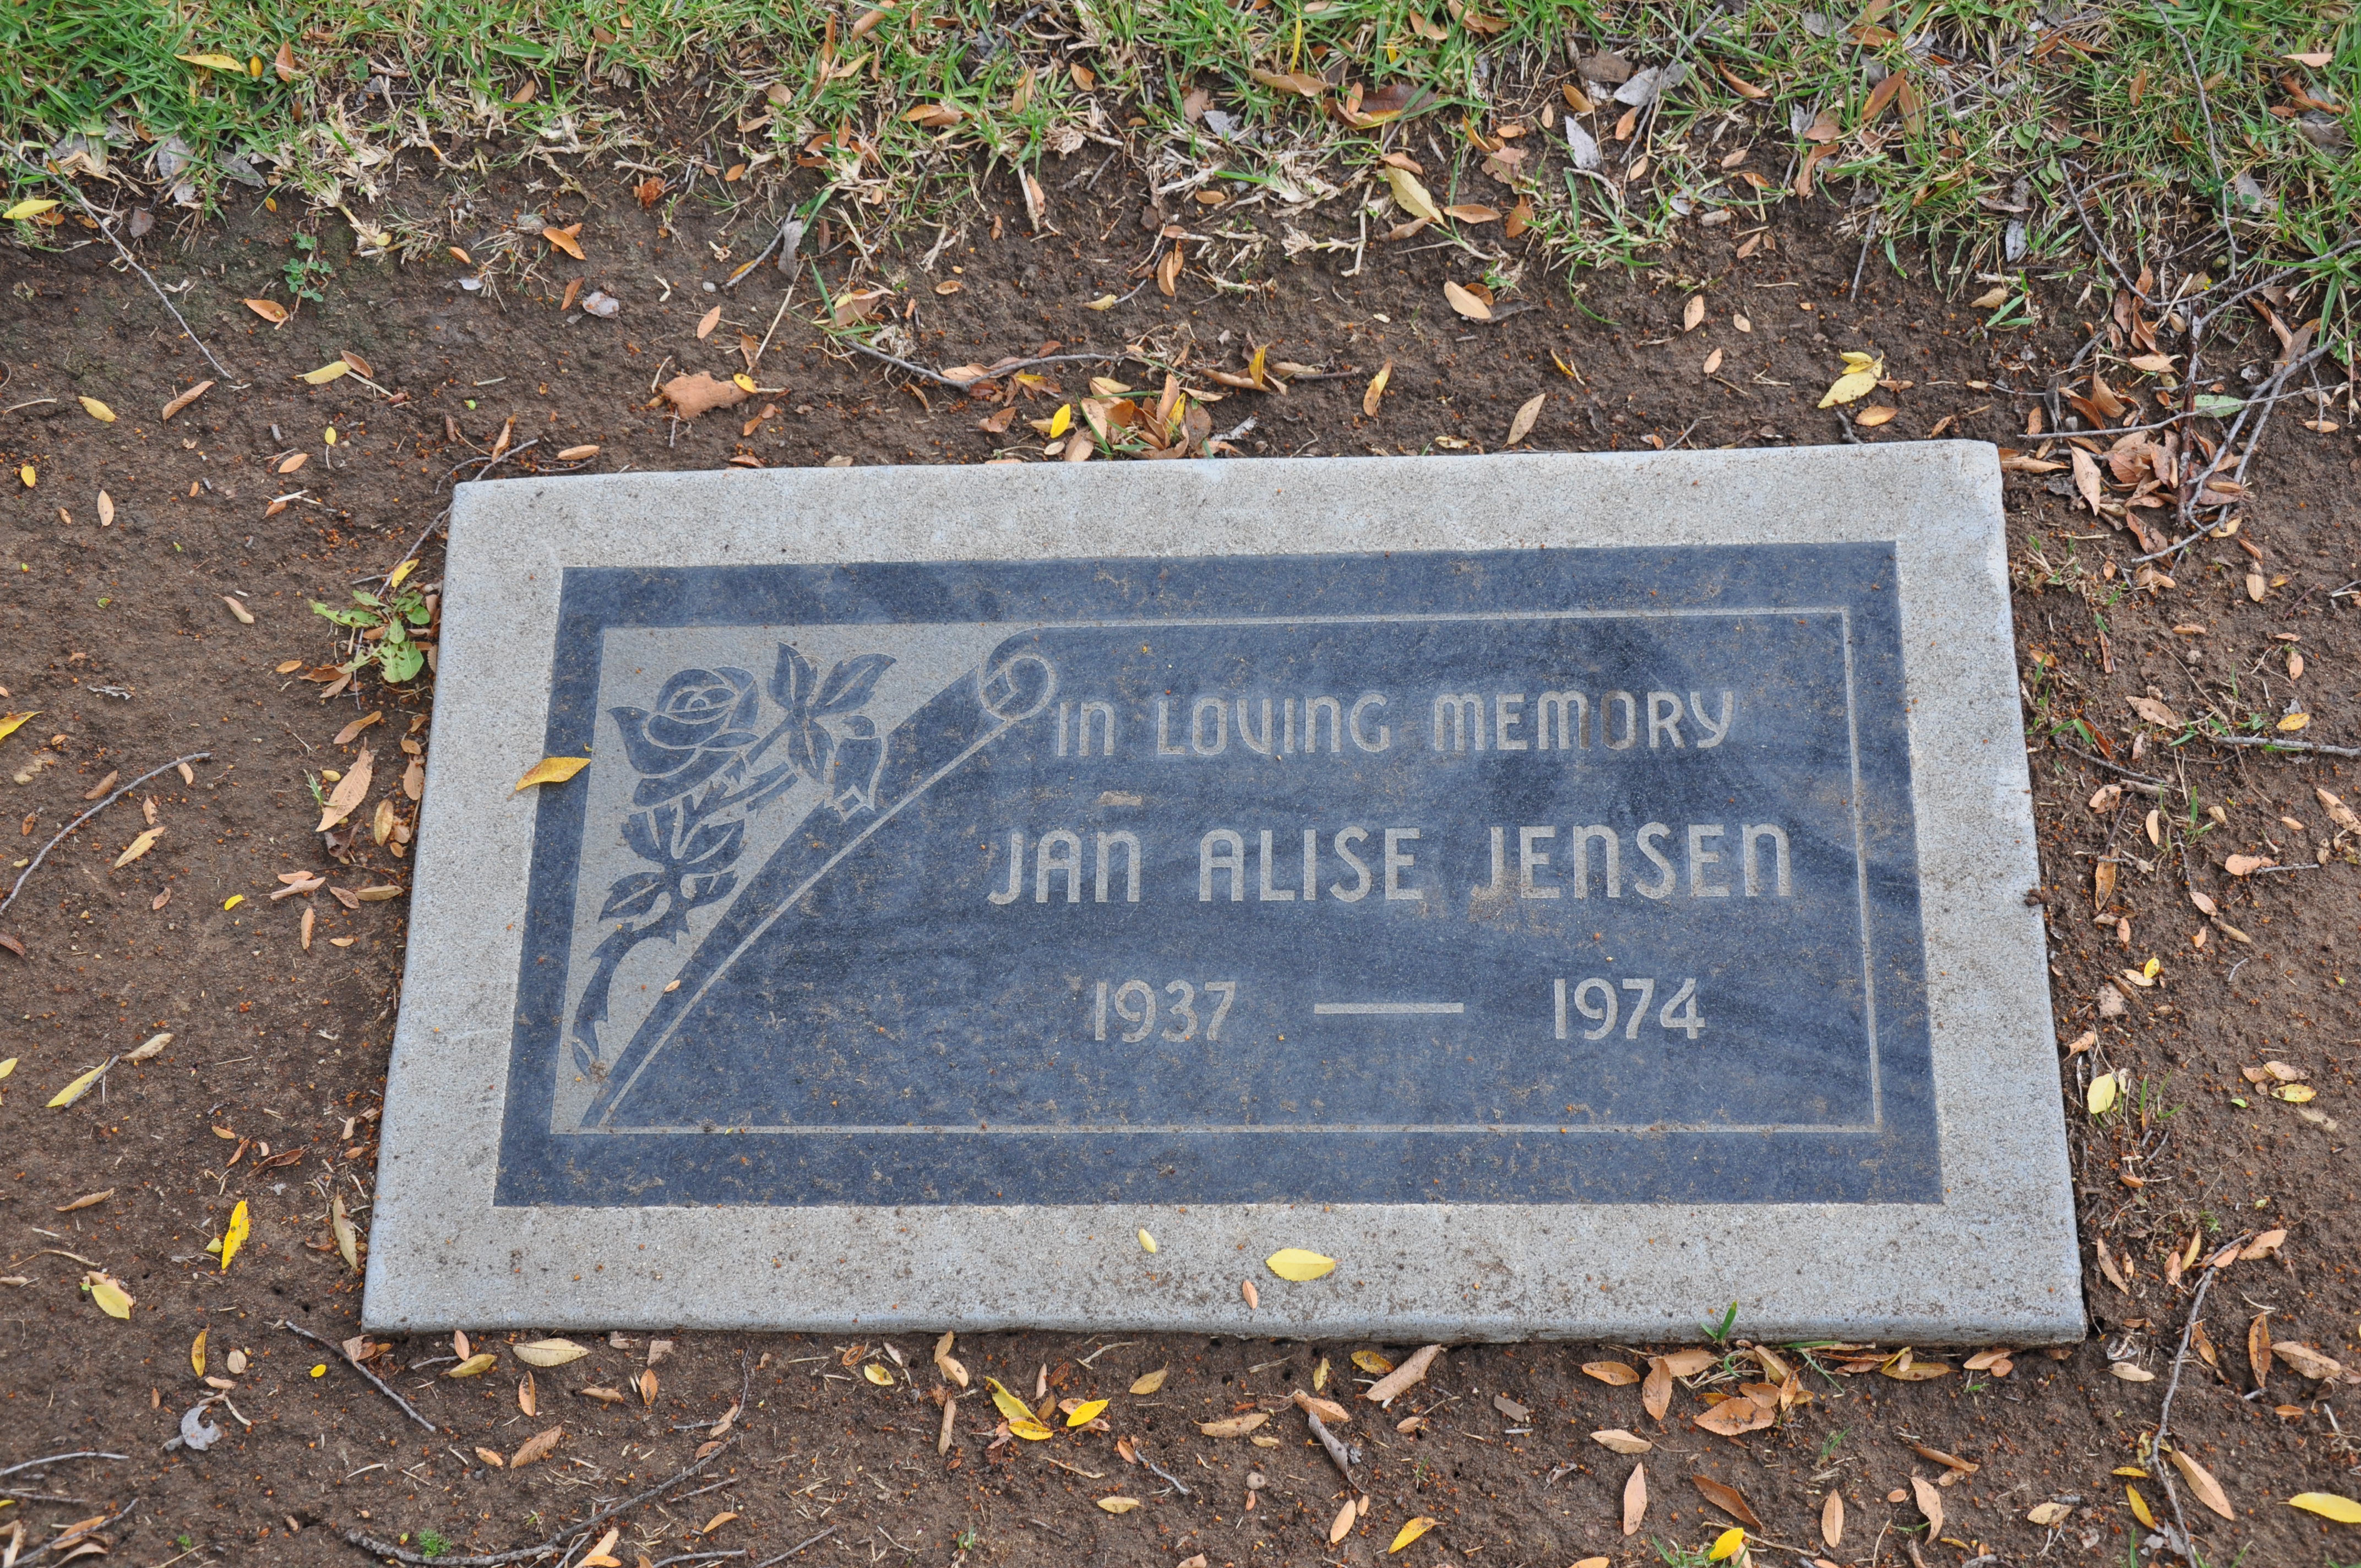 IN LOVING MEMORY
JAN ALISE JENSEN
1937 — 1974